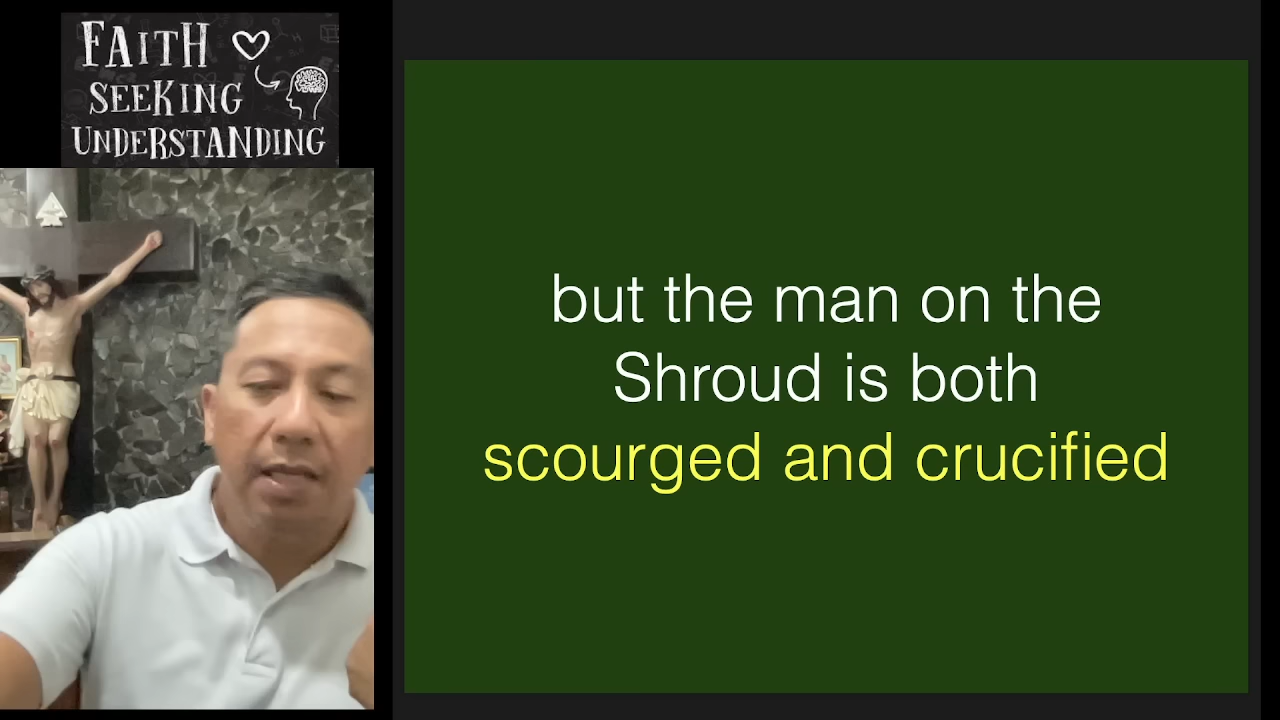 FAITH
SEEKING
UNDERSTANDING
but the man on the
Shroud is both
scourged and crucified